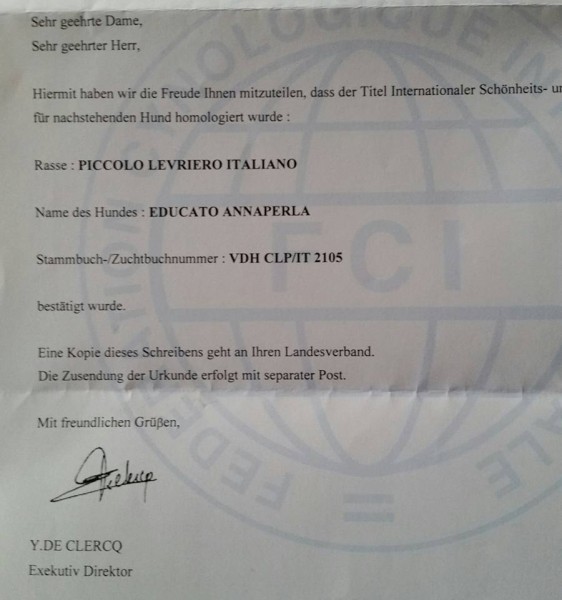 Sehr geehrte Dame,
Sehr geehrter Herr,
Hiermit haben wir die Freude Ihnen mitzuteilen, dass der Titel Internationaler Schönheits- un
für nachstehenden Hund homologiert wurde :
Rasse : PICCOLO LEVRIERO ITALIANO
Name des Hundes : EDUCATO ANNAPERLA
Stammbuch-/Zuchtbuchnummer : VDH CLP/IT 2105
bestätigt wurde.
Eine Kopie dieses Schreibens geht an Ihren Landesverband.
Die Zusendung der Urkunde erfolgt mit separater Post.
Mit freundlichen Grüßen,
Y.DE CLERCQ
Exekutiv Direktor
FCI